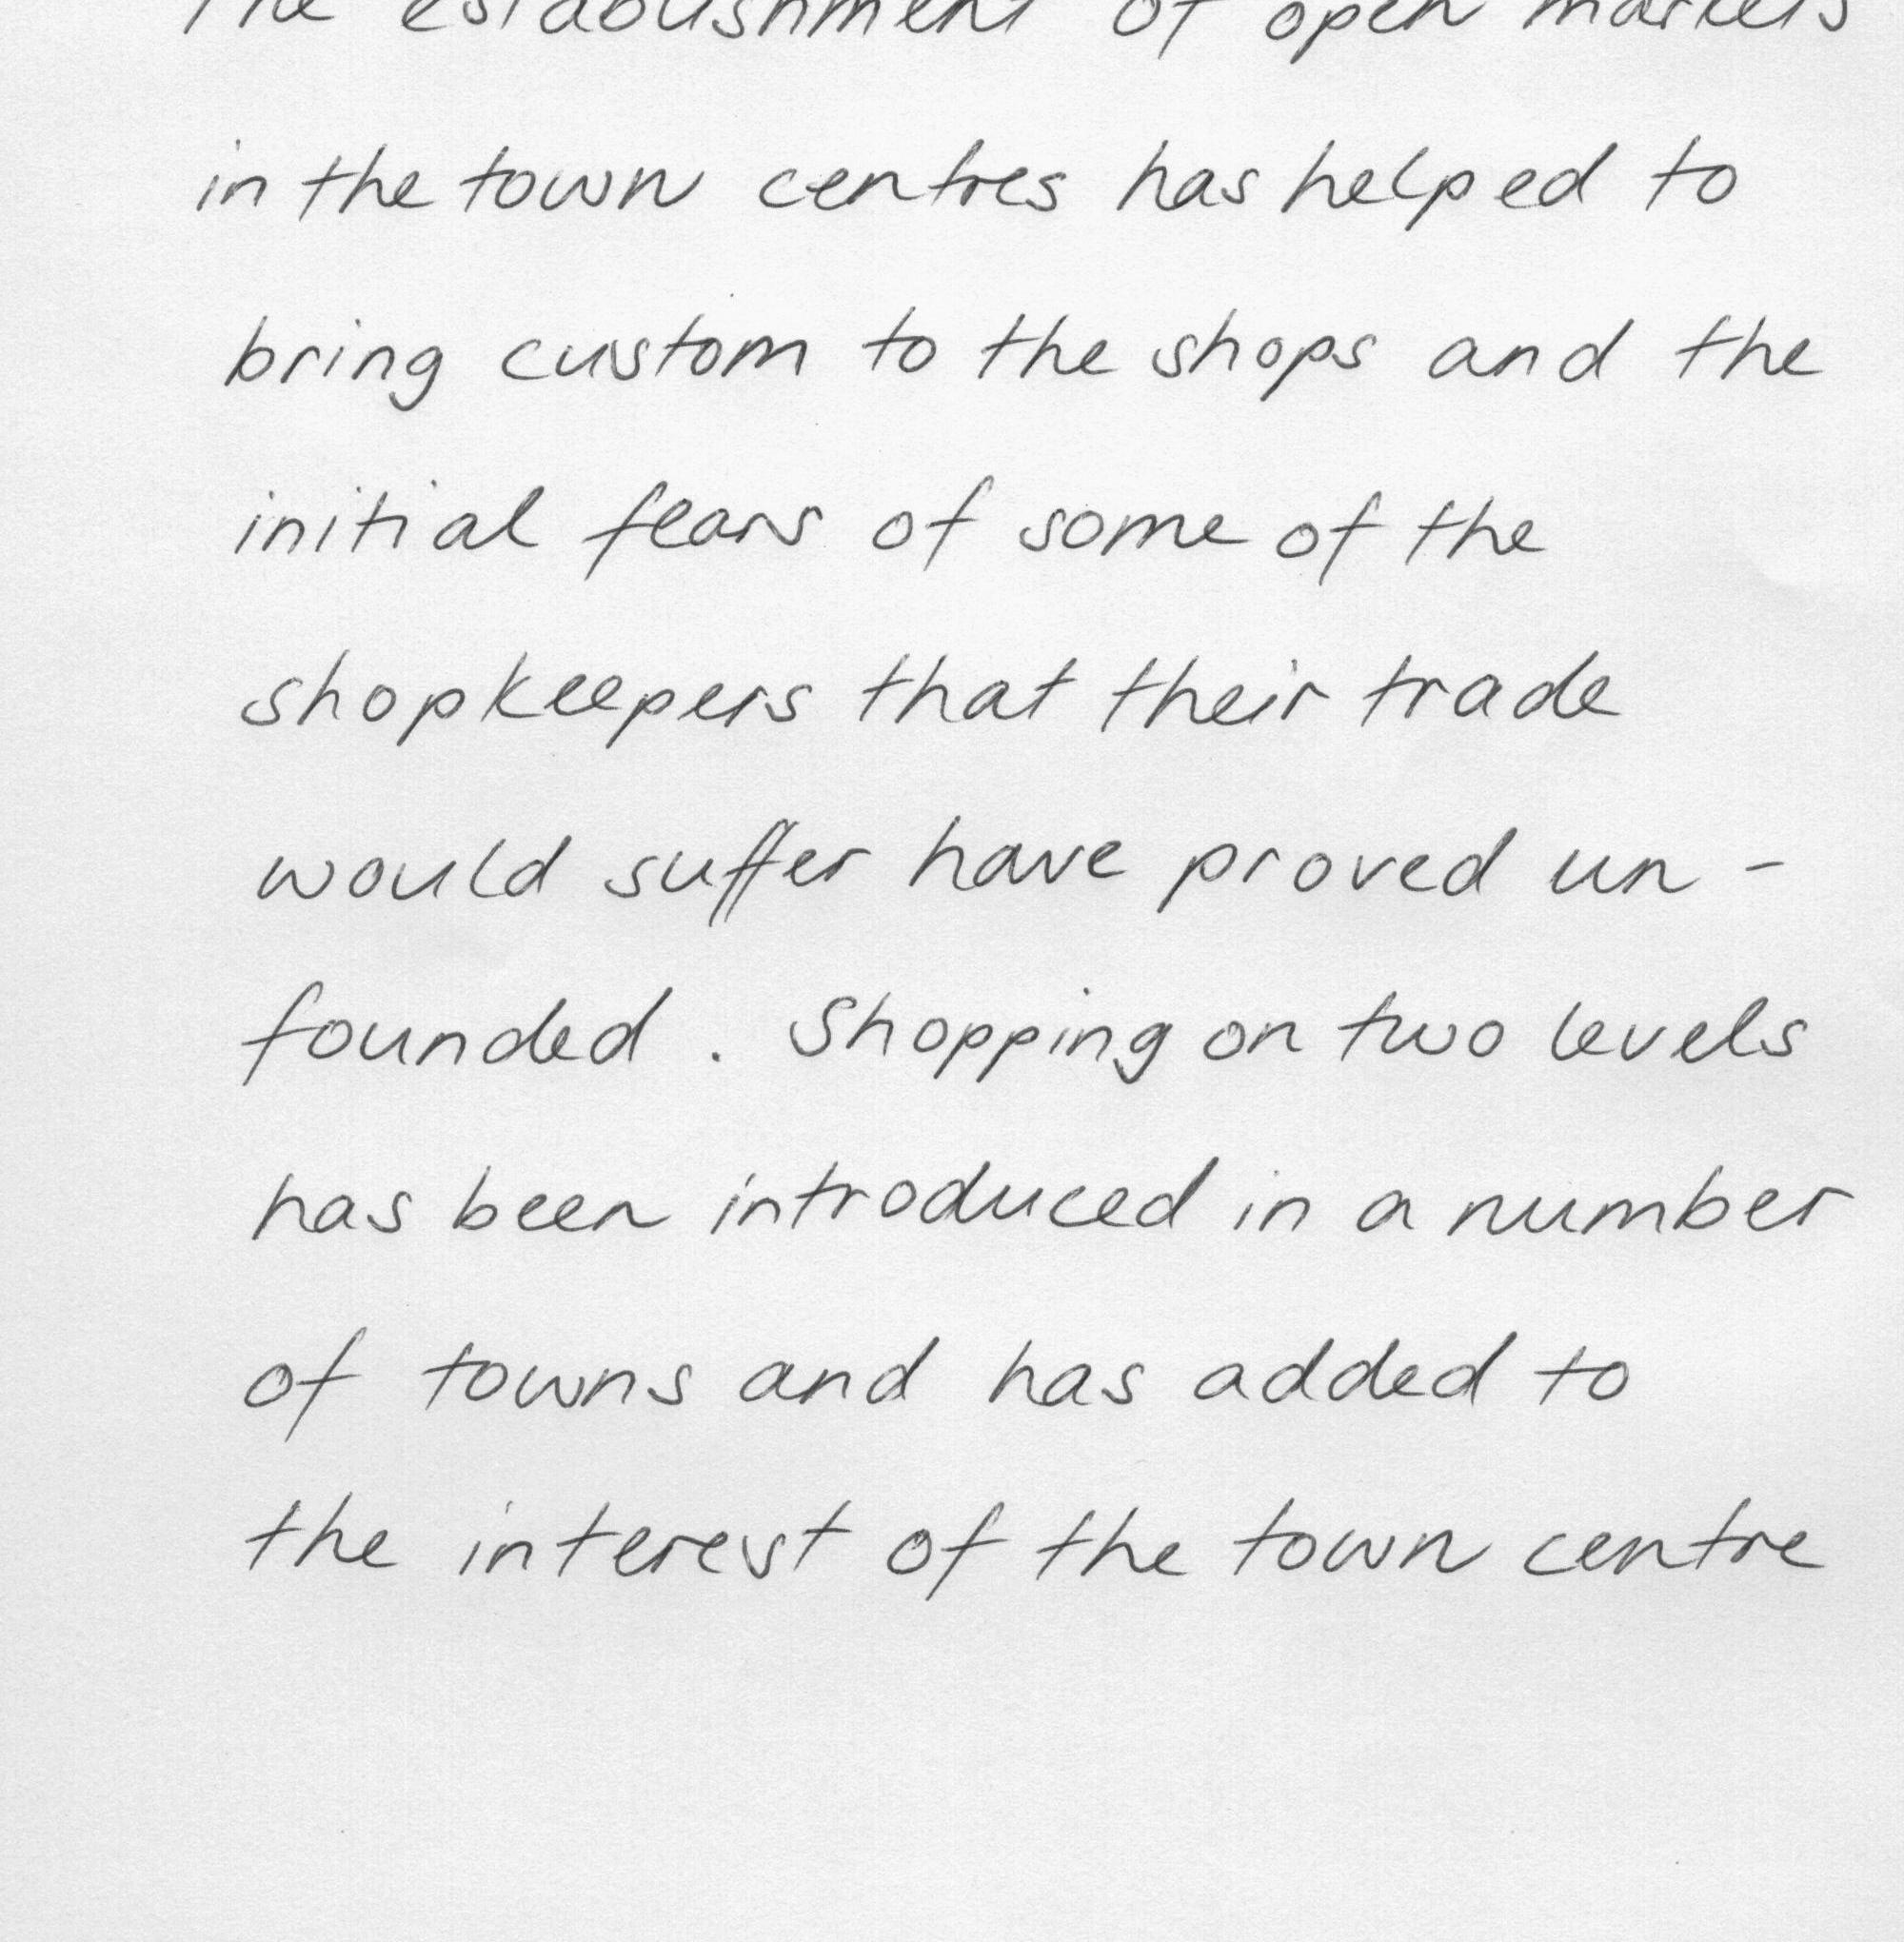 The establishment of open markets
in the town centres has helped to
bring custom to the shops and the
initial fears of some of the
shopkeepers that their trade
would suffer have proved un -
founded . Shopping on two levels
has been introduced in a number
of towns and has added to
the interest of the town centre